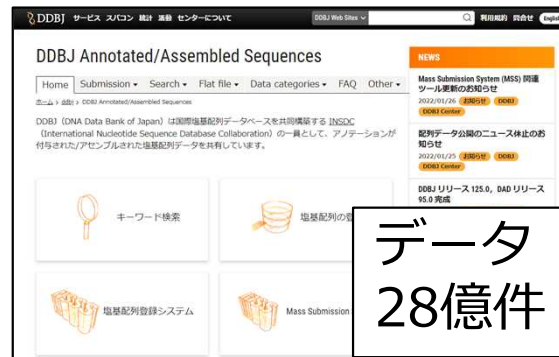 DDBJ サービス スパコン 統計 活動 センターについて DDBJ Web Sites 利用規約 問合せ English
DDBJ Annotated/Assembled Sequences
Home Submission Search Flat file Data categories FAQ Other
ホーム > ddbj > DDBJ Annotated/Assembled Sequences
DDBJ（DNA Data Bank of Japan）は国際塩基配列データベースを共同構築する INSDC
（International Nucleotide Sequence Database Collaboration）の一員として、アノテーションが
付与された/アセンブルされた塩基配列データを共有しています。
キーワード検索
塩基配列の登
塩基配列登録システム
Mass Submission
NEWS
Mass Submission System (MSS) 関連
ツール更新のお知らせ
2022/01/26 お知らせ DDBJ
DDBJ Center
配列データ公開のニュース休止のお
知らせ
2022/01/25 お知らせ DDBJ
DDBJ Center
DDBJ リリース 125.0, DAD リリース
95.0 完成
データ
28億件